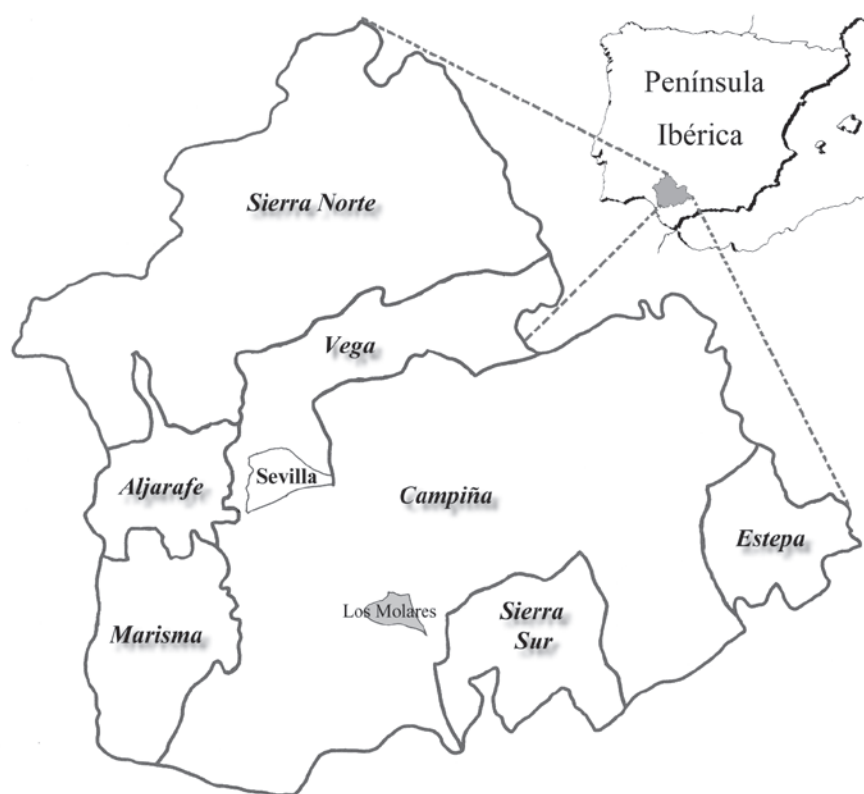 Península
Ibérica
Sierra Norte
Vega
Sevilla
Aljarafe
Campiña
Estepa
Los Molares
Sierra
Sur
Marisma